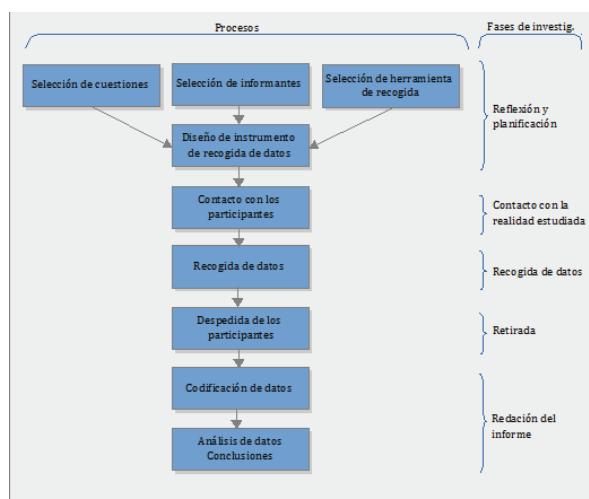 Procesos
Fases de investig.
Selección de cuestiones
Selección de informantes
Selección de herramienta
de recogida
Reflexión y
planificación
Diseño de instrumento
de recogida de datos
Contacto con los
participantes
Contacto con la
realidad estudiada
Recogida de datos
Recogida de datos
Despedida de los
participantes
Retirada
Codificación de datos
Redación del
informe
Análisis de datos
Conclusiones